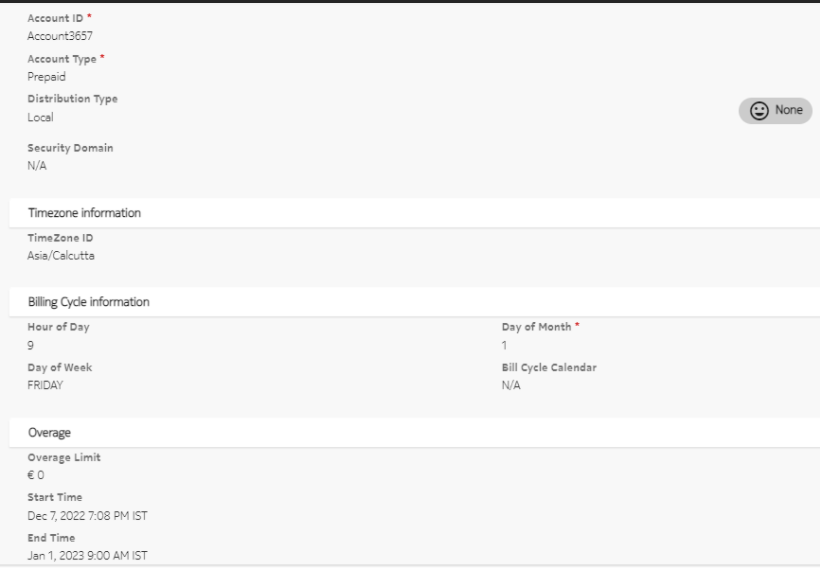 Account ID *
Account3657
Account Type *
Prepaid
Distribution Type
Local
None
Security Domain
N/A
Timezone information
TimeZone ID
Asia/Calcutta
Billing Cycle information
Hour of Day
9
Day of Month *
1
Day of Week
FRIDAY
Bill Cycle Calendar
N/A
Overage
Overage Limit
€ 0
Start Time
Dec 7, 2022 7:08 PM IST
End Time
Jan 1, 2023 9:00 AM IST